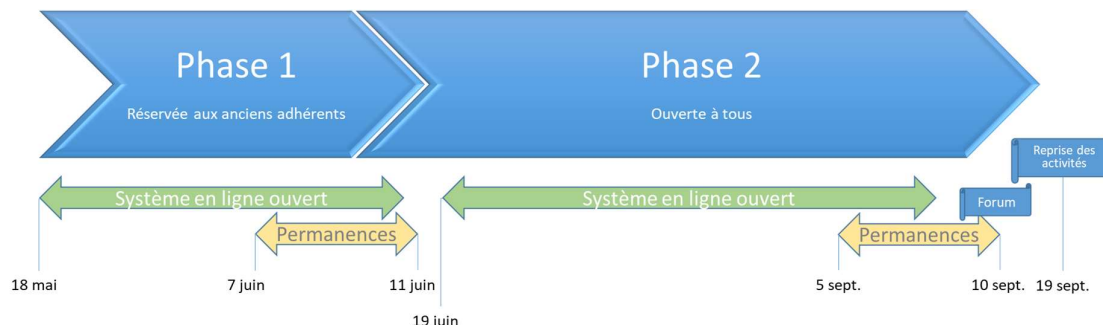 Phase 1
Réservée aux anciens adhérents
Phase 2
Ouverte à tous
Reprise des
activités
Système en ligne ouvert
Système en ligne ouvert
Forum
Permanences
Permanences
18 mai
7 juin
11 juin
19 juin
5 sept.
10 sept.
19 sept.